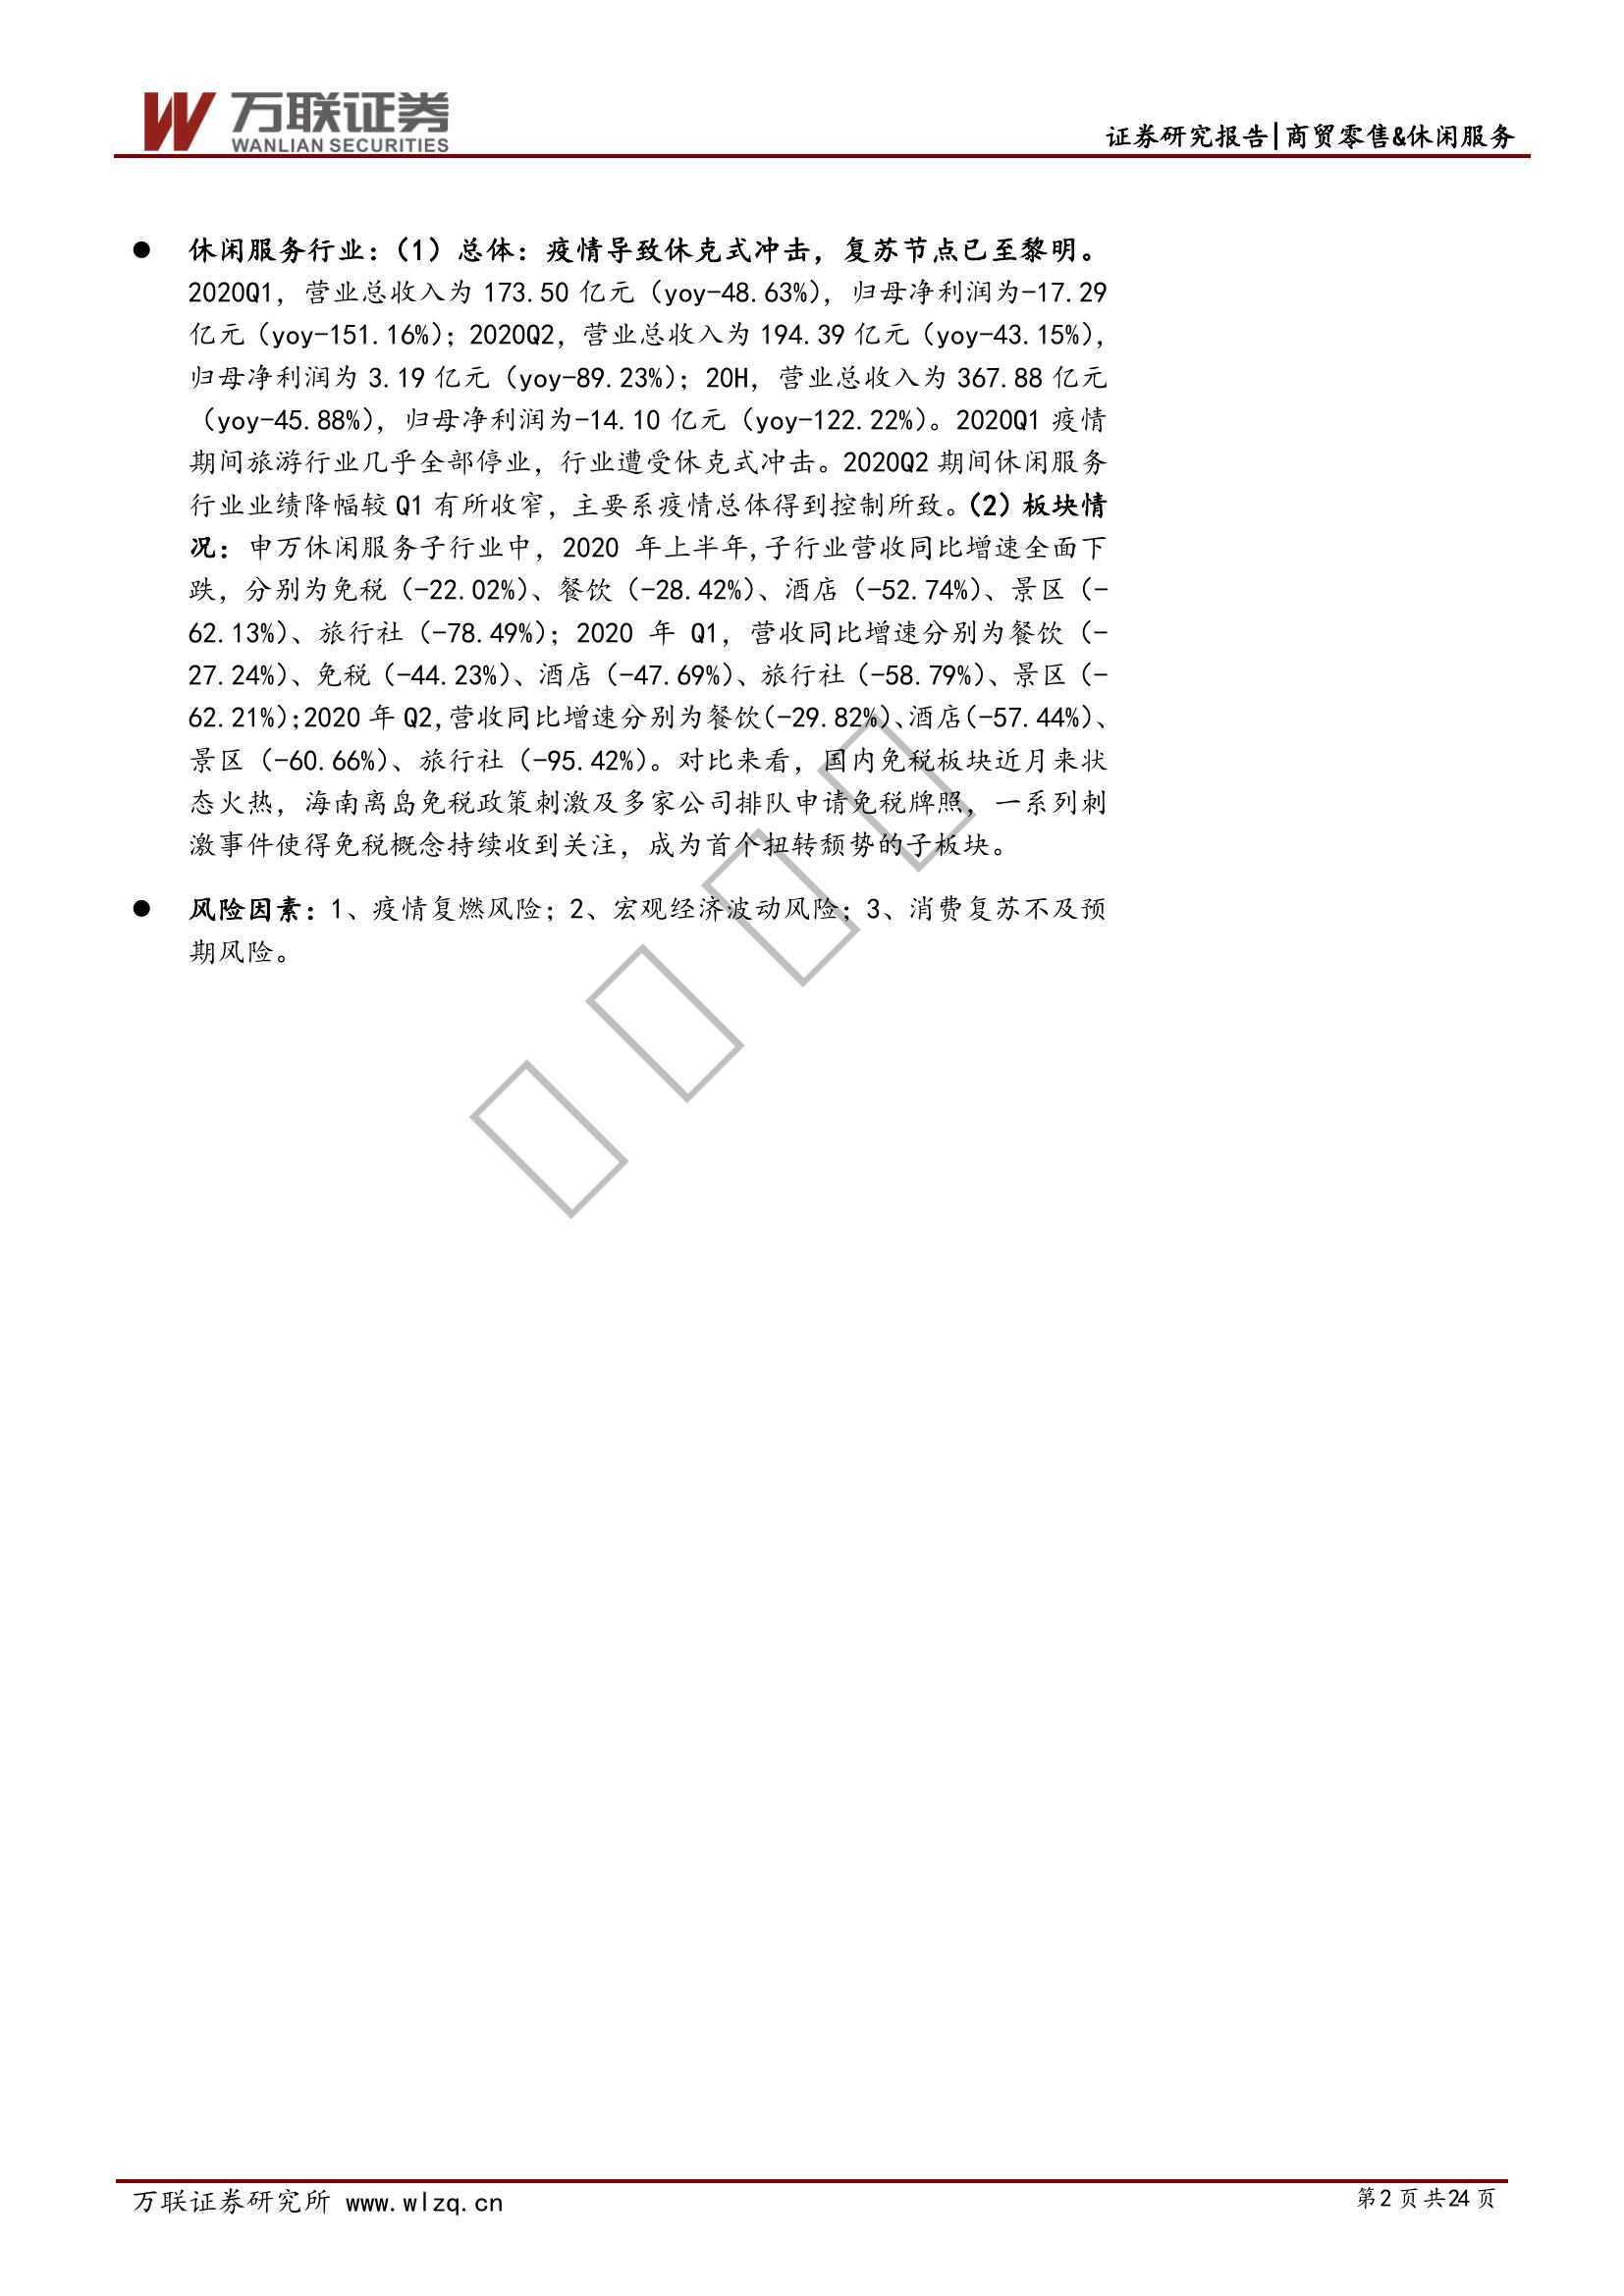 万联证券
WANLIAN SECURITIES
证券研究报告|商贸零售&休闲服务
● 休闲服务行业：（1）总体：疫情导致休克式冲击，复苏节点已至黎明。
2020Q1，营业总收入为 173.50 亿元（yoy-48.63%），归母净利润为-17.29
亿元（yoy-151.16%）；2020Q2，营业总收入为 194.39 亿元（yoy-43.15%），
归母净利润为 3.19 亿元（yoy-89.23%）；20H，营业总收入为 367.88 亿元
（yoy-45.88%），归母净利润为-14.10 亿元（yoy-122.22%）。2020Q1 疫情
期间旅游行业几乎全部停业，行业遭受休克式冲击。2020Q2 期间休闲服务
行业业绩降幅较 Q1 有所收窄，主要系疫情总体得到控制所致。（2）板块情
况：申万休闲服务子行业中，2020 年上半年,子行业营收同比增速全面下
跌，分别为免税（-22.02%）、餐饮（-28.42%）、酒店（-52.74%）、景区（-
62.13%）、旅行社（-78.49%）；2020 年 Q1，营收同比增速分别为餐饮（-
27.24%）、免税（-44.23%）、酒店（-47.69%）、旅行社（-58.79%）、景区（-
62.21%）；2020 年 Q2,营收同比增速分别为餐饮（-29.82%）、酒店（-57.44%）、
景区（-60.66%）、旅行社（-95.42%）。对比来看，国内免税板块近月来状
态火热，海南离岛免税政策刺激及多家公司排队申请免税牌照，一系列刺
激事件使得免税概念持续收到关注，成为首个扭转颓势的子板块。
● 风险因素：1、疫情复燃风险；2、宏观经济波动风险；3、消费复苏不及预
期风险。
万联证券研究所 www.wlzq.cn
第2 页 共24 页